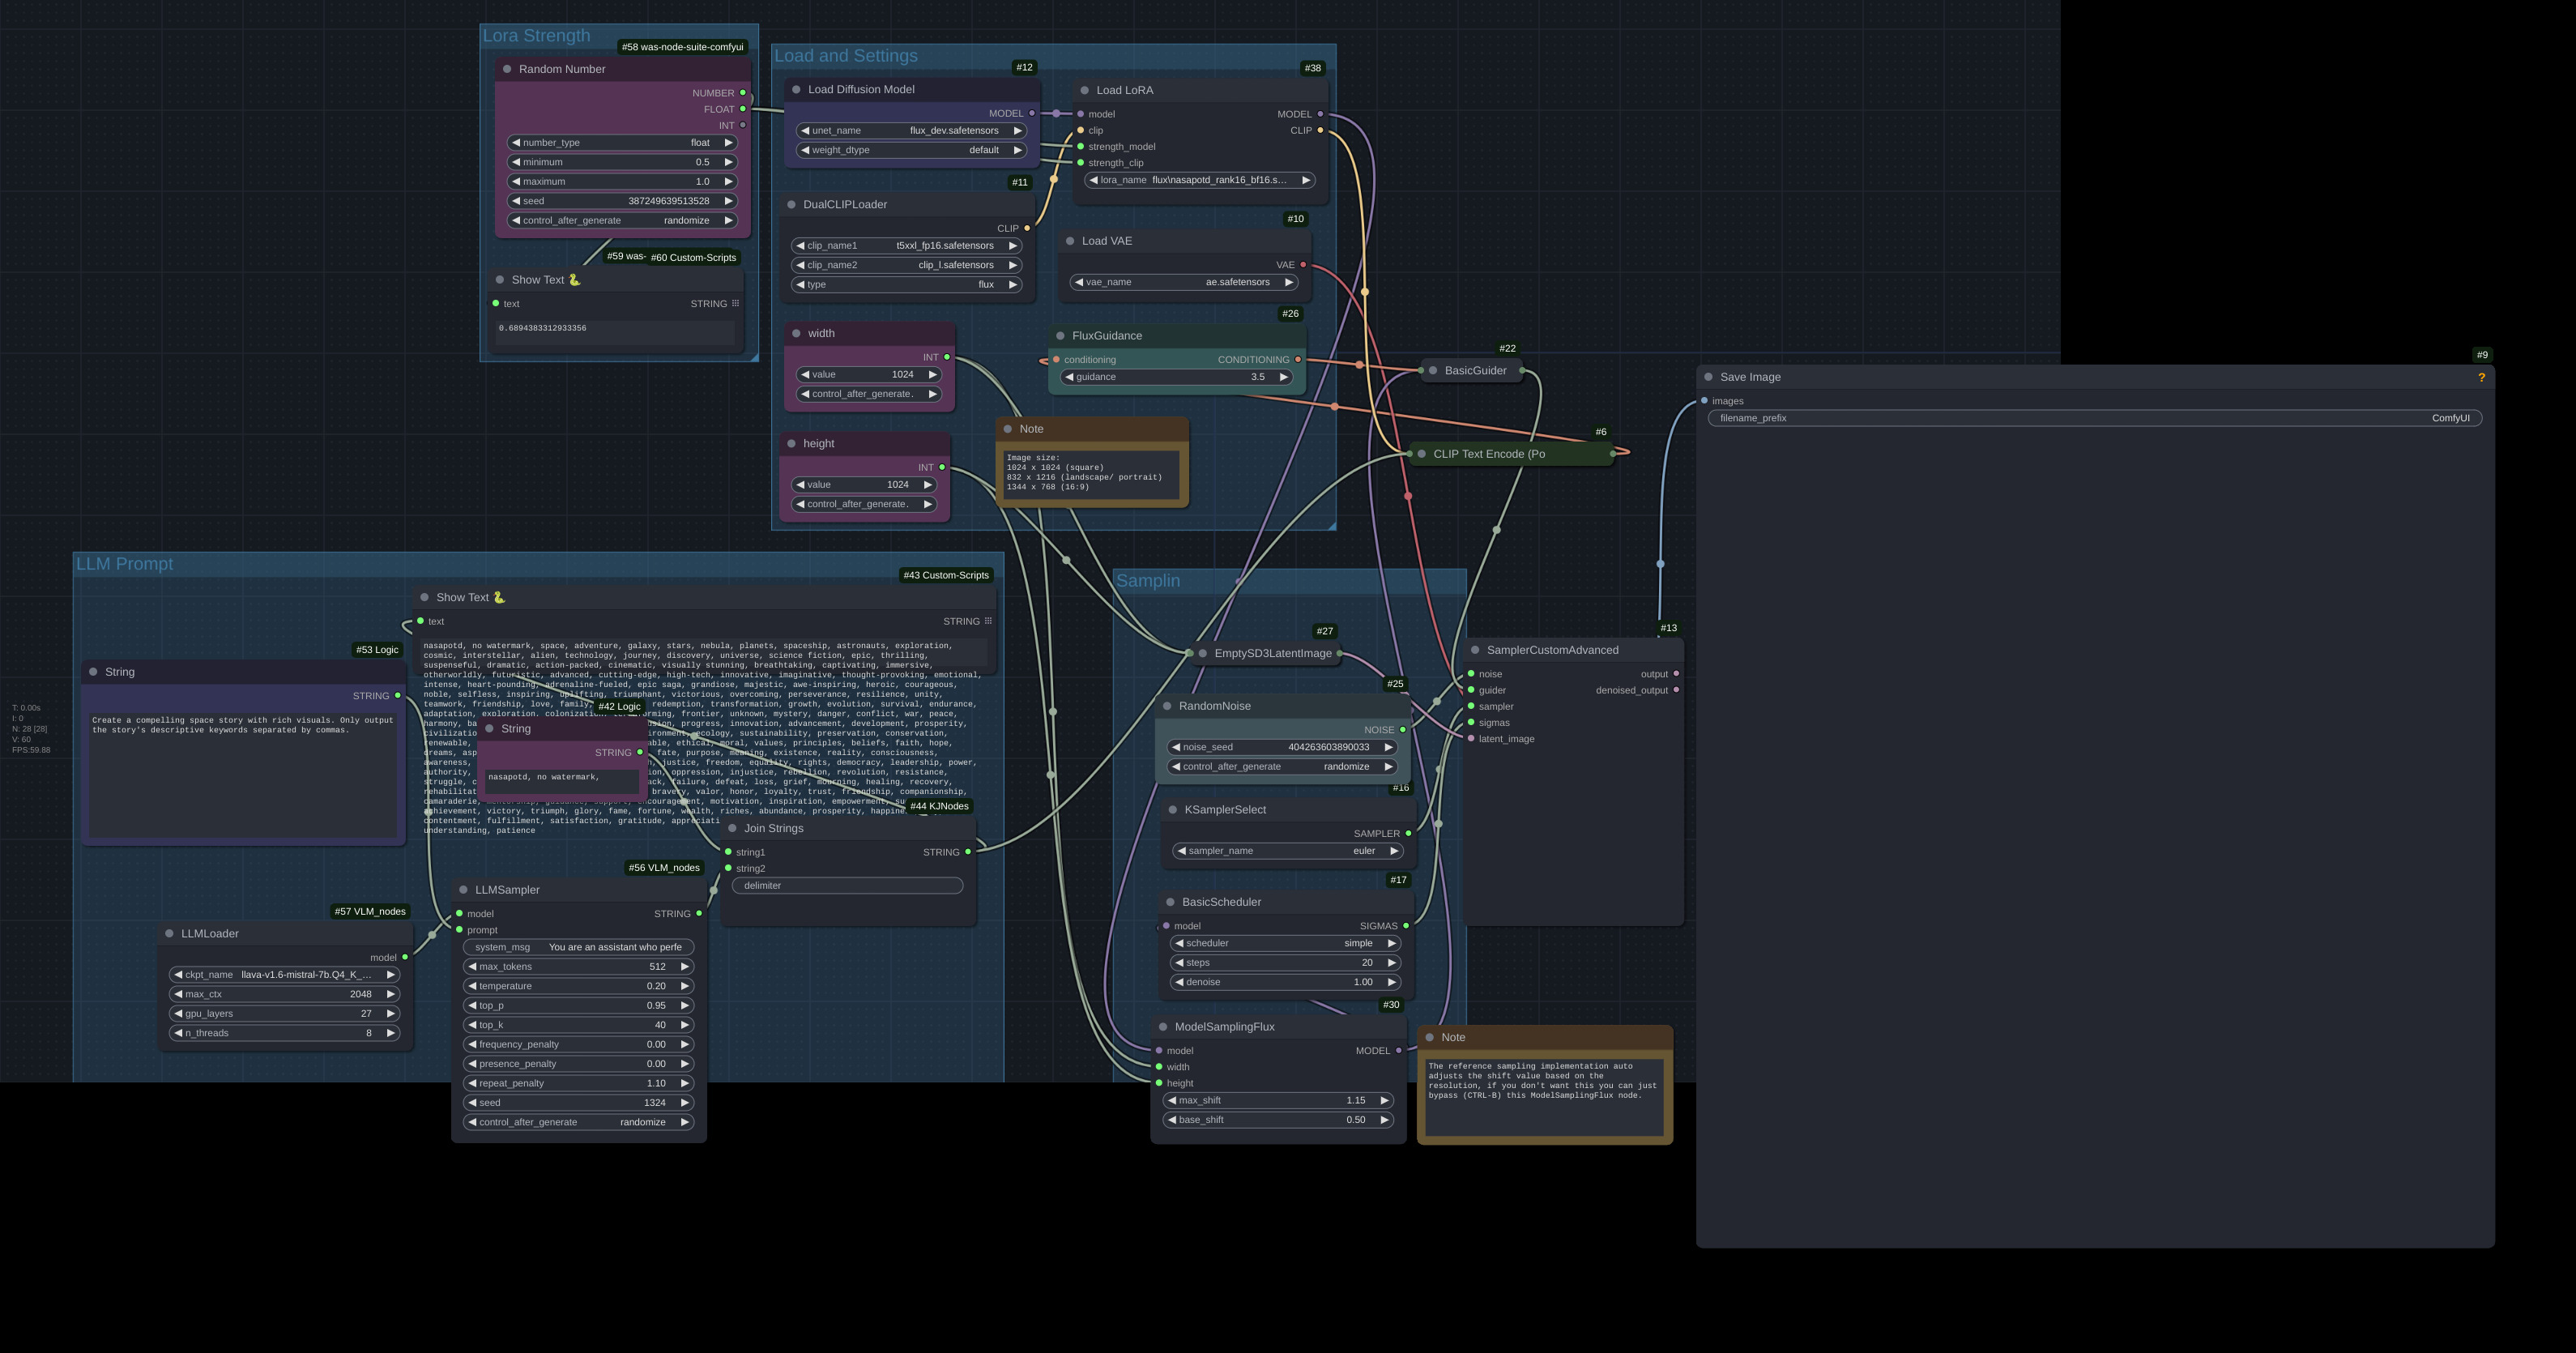 Lora Strength
#58 was-node-suite-comfyui
Random Number
NUMBER
FLOAT
INT
number_type float
minimum 0.5
maximum 1.0
seed 387249639513528
control_after_generate randomize
#59 was-
#60 Custom-Scripts
Show Text 🐍
text STRING
0.6894383312933356
Load and Settings
#12
Load Diffusion Model
MODEL
unet_name flux_dev.safetensors
weight_dtype default
#38
Load LoRA
model MODEL
clip CLIP
strength_model
strength_clip
lora_name flux\nasapotd_rank16_bf16.s...
#11
DualCLIPLoader
CLIP
clip_name1 t5xxl_fp16.safetensors
clip_name2 clip_l.safetensors
type flux
#10
Load VAE
VAE
vae_name ae.safetensors
width
INT
value 1024
control_after_generate.
#26
FluxGuidance
conditioning CONDITIONING
guidance 3.5
height
INT
value 1024
control_after_generate.
Note
Image size:
1024 x 1024 (square)
832 x 1216 (landscape/ portrait)
1344 x 768 (16:9)
#22
BasicGuider
#6
CLIP Text Encode (Po
#9
Save Image ?
images
filename_prefix ComfyUI
LLM Prompt
#43 Custom-Scripts
Show Text 🐍
text STRING
nasapotd, no watermark, space, adventure, galaxy, stars, nebula, planets, spaceship, astronauts, exploration,
cosmic, interstellar, alien, technology, journey, discovery, universe, science fiction, epic, thrilling,
suspenseful, dramatic, action-packed, cinematic, visually stunning, breathtaking, captivating, immersive,
otherworldly, futuristic, advanced, cutting-edge, high-tech, innovative, imaginative, thought-provoking, emotional,
intense, heart-pounding, adrenaline-fueled, epic saga, grandiose, majestic, awe-inspiring, heroic, courageous,
noble, selfless, inspiring, uplifting, triumphant, victorious, overcoming, perseverance, resilience, unity,
teamwork, friendship, love, family, redemption, transformation, growth, evolution, survival, endurance,
adaptation, exploration, frontier, unknown, mystery, danger, conflict, war, peace,
harmony, progress, innovation, advancement, development, prosperity,
ecology, sustainability, preservation, conservation,
renewable, ethical, moral, values, principles, beliefs, faith, hope,
dreams, fate, purpose, meaning, existence, reality, consciousness,
awareness, justice, freedom, equality, rights, democracy, leadership, power,
authority, oppression, injustice, rebellion, revolution, resistance,
struggle, failure, defeat, loss, grief, mourning, healing, recovery,
bravery, valor, honor, loyalty, trust, friendship, companionship,
camaraderie, mentorship, guidance, support, encouragement, motivation, inspiration, empowerment,
achievement, victory, triumph, glory, fame, fortune, wealth, riches, abundance, prosperity,
contentment, fulfillment, satisfaction, gratitude,
understanding, patience
#53 Logic
String
STRING
Create a compelling space story with rich visuals. Only output
the story's descriptive keywords separated by commas.
T: 0.00s
I: 0
N: 28 [28]
V: 60
FPS:59.88
#42 Logic
String
STRING
nasapotd, no watermark,
#44 KJNodes
Join Strings
string1 STRING
string2
delimiter
#56 VLM_nodes
LLMSampler
model STRING
prompt
system_msg You are an assistant who perfe
max_tokens 512
temperature 0.20
top_p 0.95
top_k 40
frequency_penalty 0.00
presence_penalty 0.00
repeat_penalty 1.10
seed 1324
control_after_generate randomize
#57 VLM_nodes
LLMLoader
model
ckpt_name llava-v1.6-mistral-7b.Q4_K_...
max_ctx 2048
gpu_layers 27
n_threads 8
Samplin
#27
EmptySD3LatentImage
#25
RandomNoise
NOISE
noise_seed 404263603890033
control_after_generate randomize
#16
KSamplerSelect
SAMPLER
sampler_name euler
#17
BasicScheduler
model SIGMAS
scheduler simple
steps 20
denoise 1.00
#30
ModelSamplingFlux
model MODEL
width
height
max_shift 1.15
base_shift 0.50
#13
SamplerCustomAdvanced
noise output
guider denoised_output
sampler
sigmas
latent_image
Note
The reference sampling implementation auto
adjusts the shift value based on the
resolution, if you don't want this you can just
bypass (CTRL-B) this ModelSamplingFlux node.